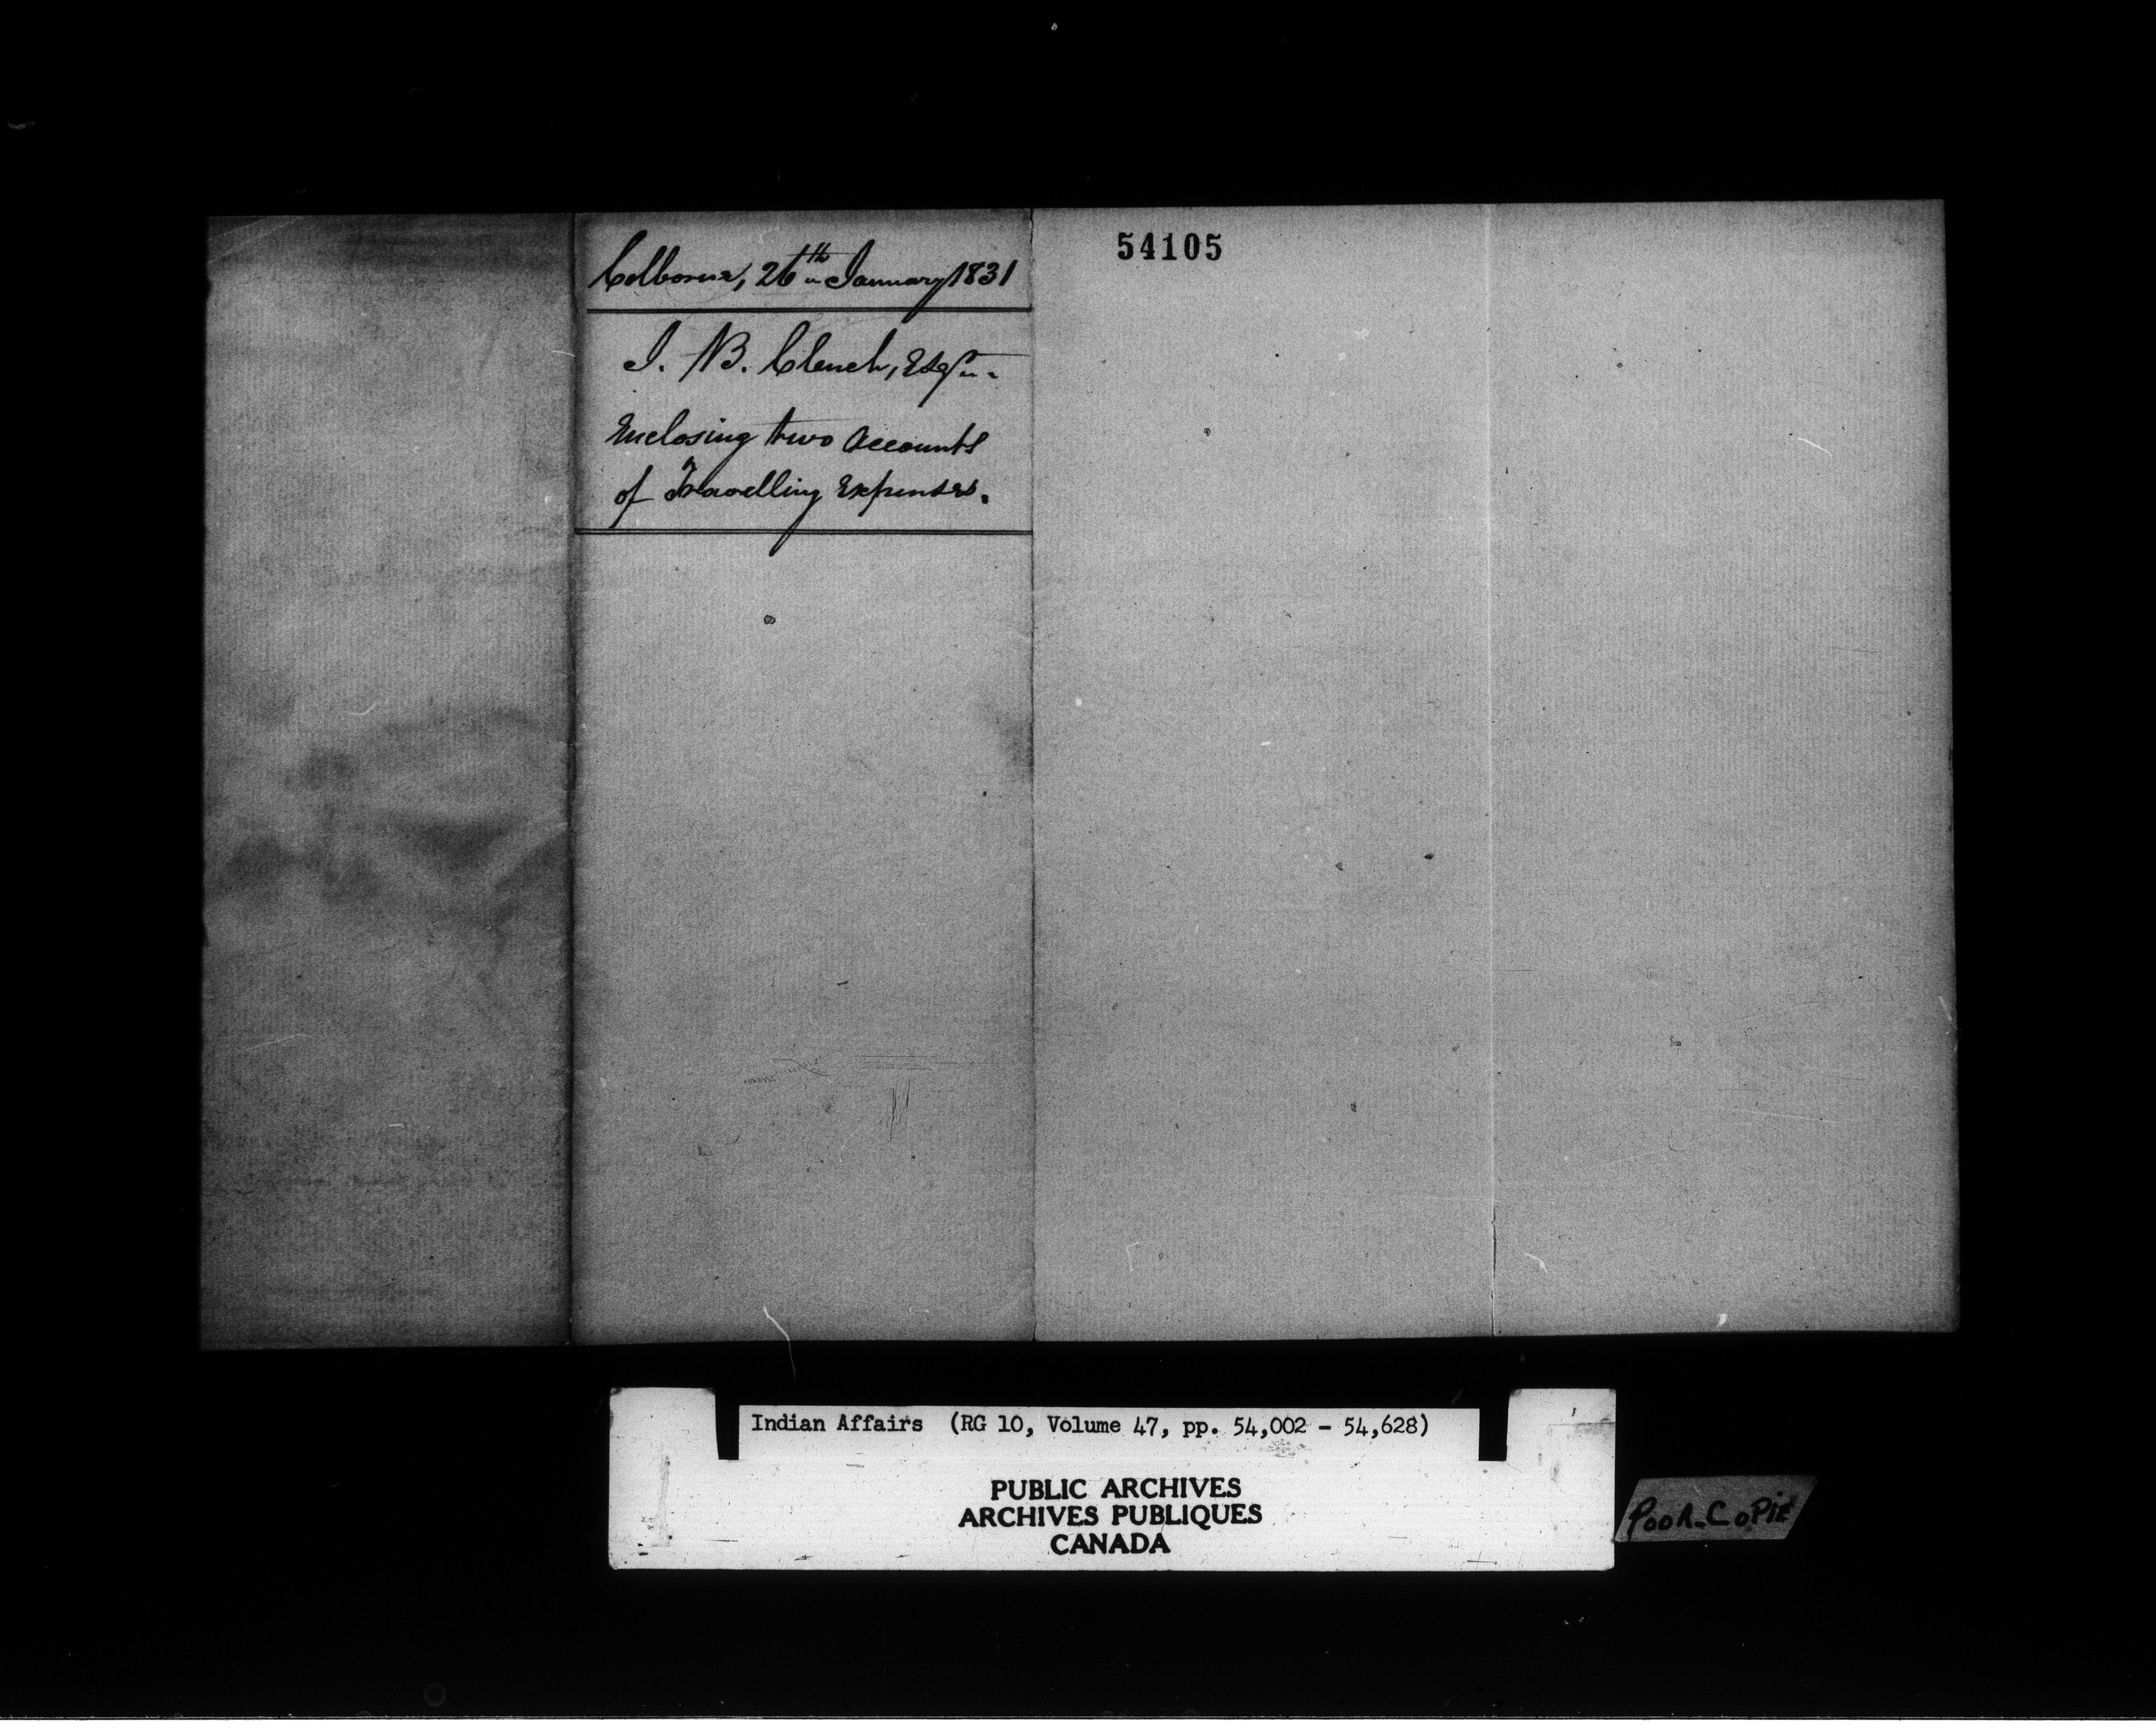 Colborne, 26th January 1831
J. B. Clench, Esqr.
Enclosing two accounts
of Travelling Expenses.
54105
Indian Affairs (RG 10, Volume 47, pp. 54,002 - 54,628)
PUBLIC ARCHIVES
ARCHIVES PUBLIQUES
CANADA
POOR-COPIE